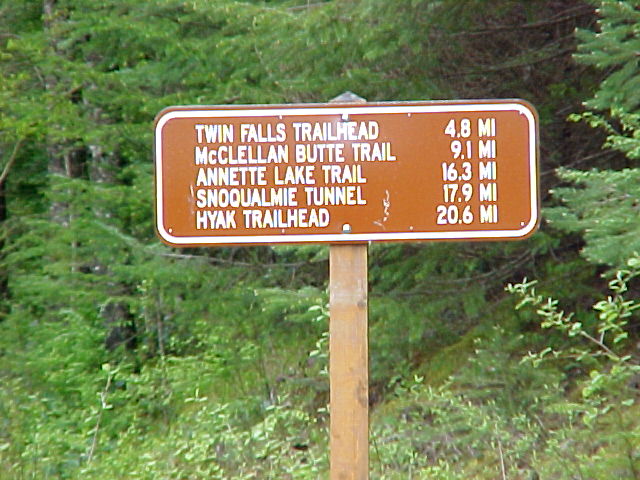 TWIN FALLS TRAILHEAD 4.8 MI
McCLELLAN BUTTE TRAIL 9.1 MI
ANNETTE LAKE TRAIL 16.3 MI
SNOQUALMIE TUNNEL 17.9 MI
HYAK TRAILHEAD 20.6 MI